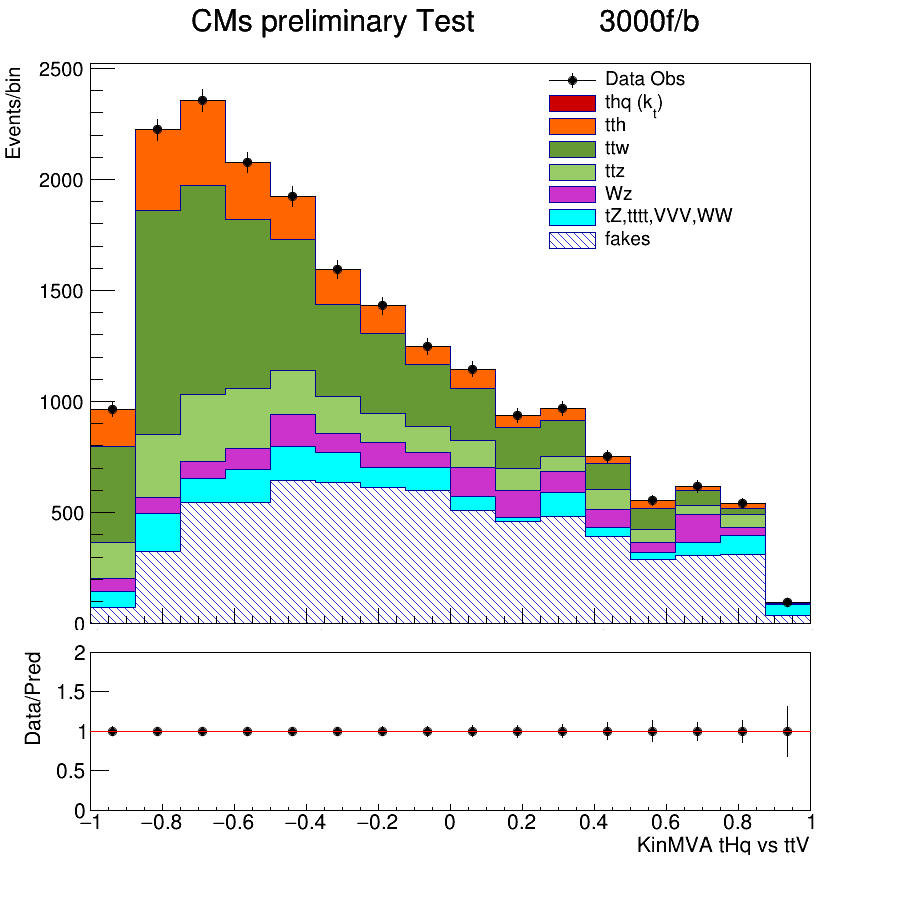 CMs preliminary Test 3000f/b
Events/bin
2500
2000
1500
1000
500
0
Data Obs
thq (kt)
tth
ttw
ttz
Wz
tZ,tttt,VVV,WW
fakes
Data/Pred
2
1.5
1
0.5
0
−1 −0.8 −0.6 −0.4 −0.2 0 0.2 0.4 0.6 0.8 1
KinMVA tHq vs ttV